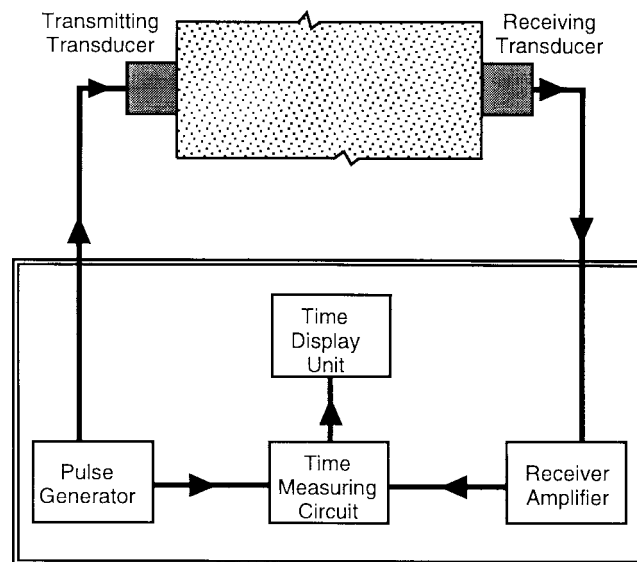 Transmitting
Transducer
Receiving
Transducer
Time
Display
Unit
Pulse
Generator
Time
Measuring
Circuit
Receiver
Amplifier